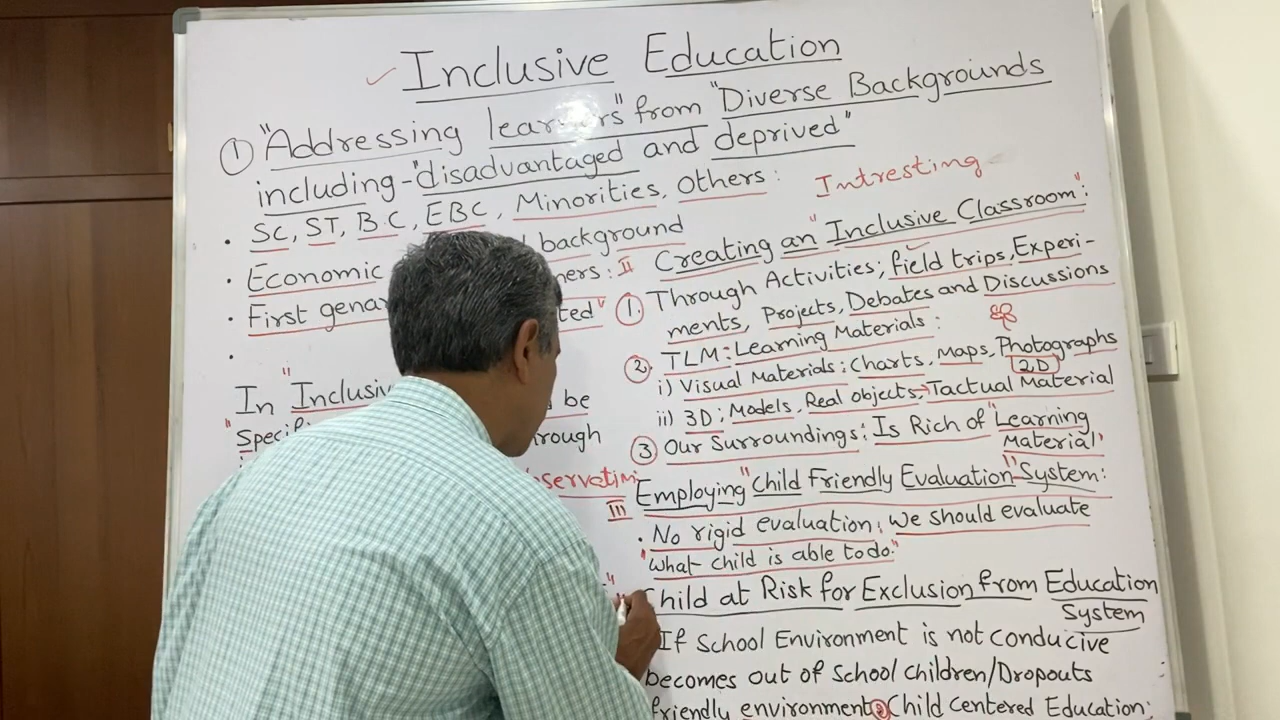 Inclusive Education
① "Addressing learners" from "Diverse Backgrounds
including-"disadvantaged and deprived"
• SC, ST, B.C, EBC, Minorities, Others:
• Economic background
• First genar ners:
ted"
•
In "Inclusiv be
"Specif hrough
servation
Intresting
II Creating an "Inclusive Classroom":
①. Through Activities; field trips, Experi-
ments, Projects, Debates and Discussions
②. TLM: Learning Materials:
i) Visual Materials: Charts, Maps, Photographs
2D
ii) 3D: Models, Real objects,→Tactual Material
③ Our Surroundings: Is Rich of "Learning
Material"
III Employing "Child Friendly Evaluation" System:
• No rigid evaluation; we should evaluate
"What child is able to do."
Child at Risk for Exclusion from Education
System
If School Environment is not conducive
becomes out of School children/Dropouts
friendly environment Child centered Education: